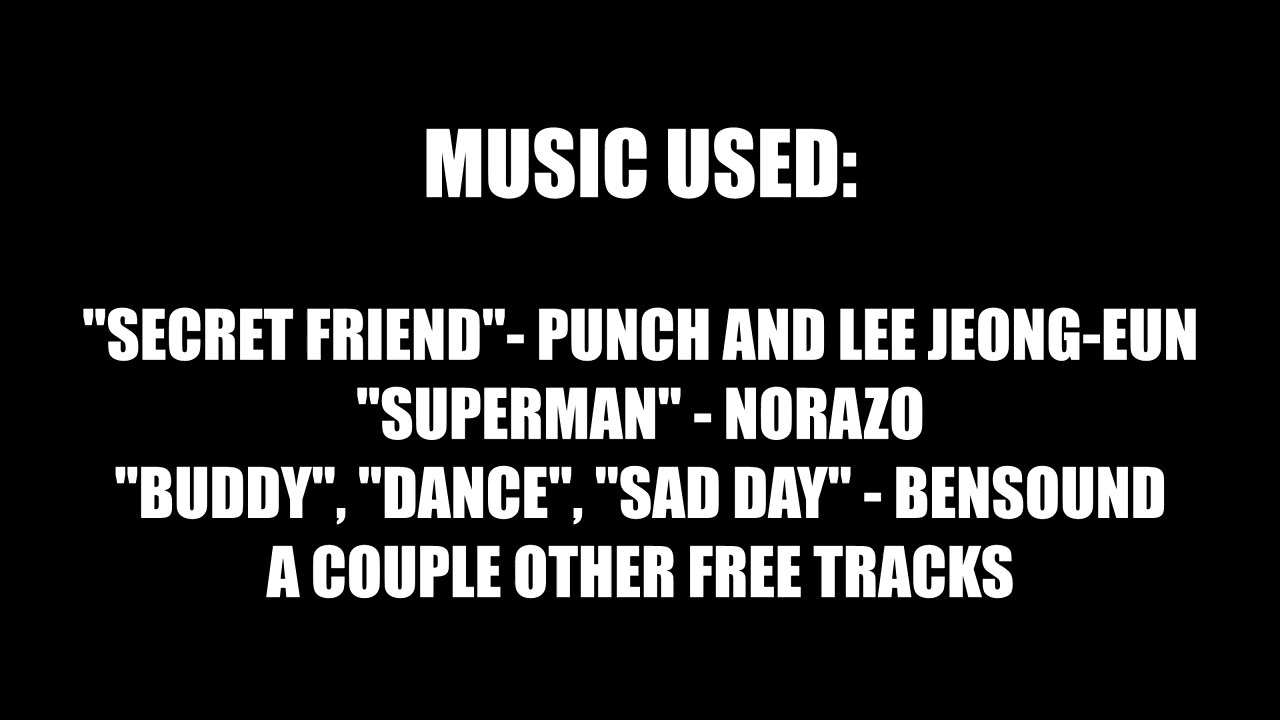 MUSIC USED:
"SECRET FRIEND"- PUNCH AND LEE JEONG-EUN
"SUPERMAN" - NORAZO
"BUDDY", "DANCE", "SAD DAY" - BENSOUND
A COUPLE OTHER FREE TRACKS